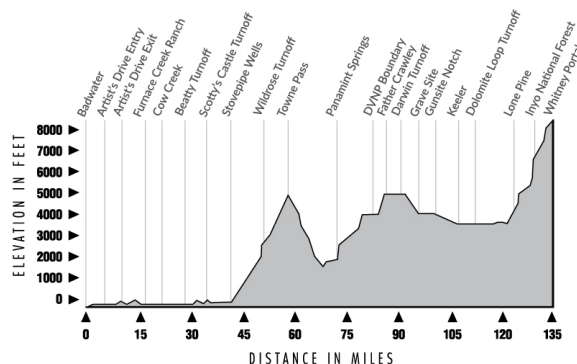 Badwater
Artist's Drive Entry
Artist's Drive Exit
Furnace Creek Ranch
Cow Creek
Beatty Turnoff
Scotty's Castle Turnoff
Stovepipe Wells
Wildrose Turnoff
Towne Pass
Panamint Springs
DVNP Boundary
Father Crawley
Darwin Turnoff
Grave Site
Gunsite Notch
Keeler
Dolomite Loop Turnoff
Lone Pine
Inyo National Forest
Whitney Portal
ELEVATION IN FEET
8000
7000
6000
5000
4000
3000
2000
1000
0
0 15 30 45 60 75 90 105 120 135
DISTANCE IN MILES